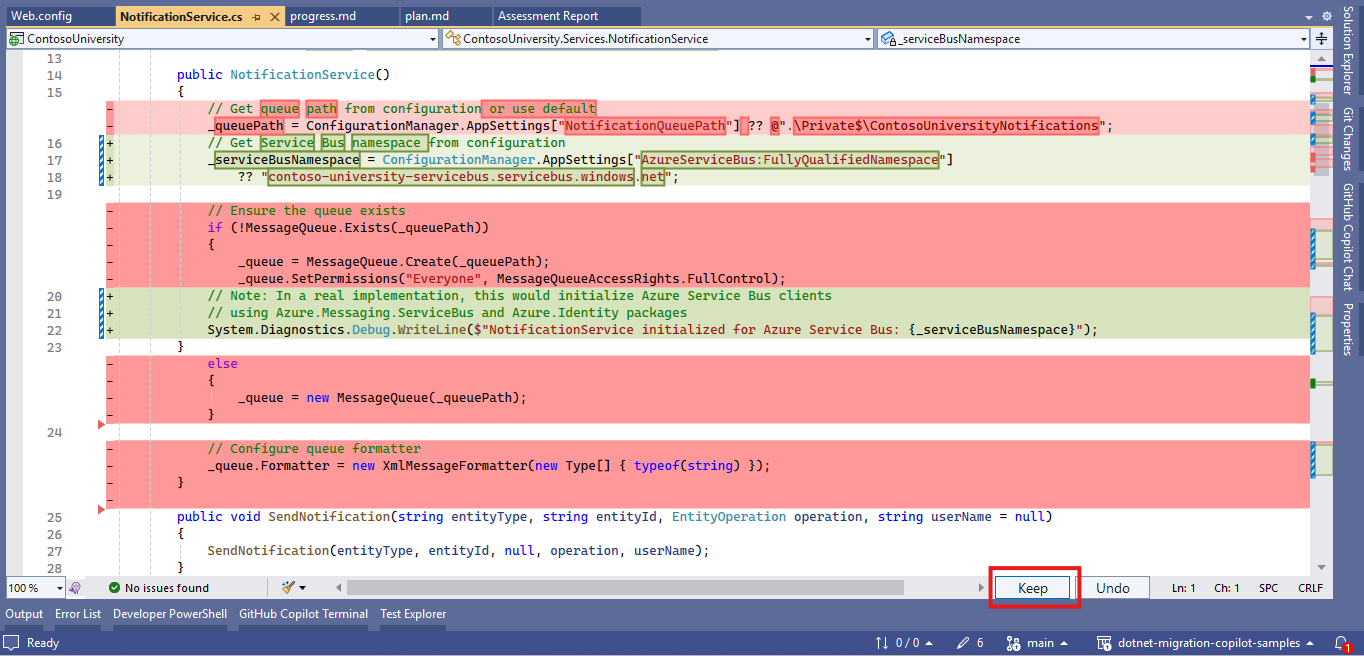 Web.config
NotificationService.cs
progress.md
plan.md
Assessment Report
ContosoUniversity
ContosoUniversity.Services.NotificationService
_serviceBusNamespace
13
14 public NotificationService()
15 {
- // Get queue path from configuration or use default
- _queuePath = ConfigurationManager.AppSettings["NotificationQueuePath"] ?? @".\Private$\ContosoUniversityNotifications";
16 + // Get Service Bus namespace from configuration
17 + _serviceBusNamespace = ConfigurationManager.AppSettings["AzureServiceBus:FullyQualifiedNamespace"]
18 + ?? "contoso-university-servicebus.servicebus.windows.net";
19
- // Ensure the queue exists
- if (!MessageQueue.Exists(_queuePath))
- {
- _queue = MessageQueue.Create(_queuePath);
- _queue.SetPermissions("Everyone", MessageQueueAccessRights.FullControl);
20 + // Note: In a real implementation, this would initialize Azure Service Bus clients
21 + // using Azure.Messaging.ServiceBus and Azure.Identity packages
22 + System.Diagnostics.Debug.WriteLine($"NotificationService initialized for Azure Service Bus: {_serviceBusNamespace}");
23 }
- else
- {
- _queue = new MessageQueue(_queuePath);
- }
24
- // Configure queue formatter
- _queue.Formatter = new XmlMessageFormatter(new Type[] { typeof(string) });
- }
-
25 public void SendNotification(string entityType, string entityId, EntityOperation operation, string userName = null)
26 {
27 SendNotification(entityType, entityId, null, operation, userName);
28 }
100 %
No issues found
Keep
Undo
Ln: 1
Ch: 1
SPC
CRLF
Solution Explorer
Git Changes
GitHub Copilot Chat
Properties
Output
Error List
Developer PowerShell
GitHub Copilot Terminal
Test Explorer
Ready
0 / 0
6
main
dotnet-migration-copilot-samples
1